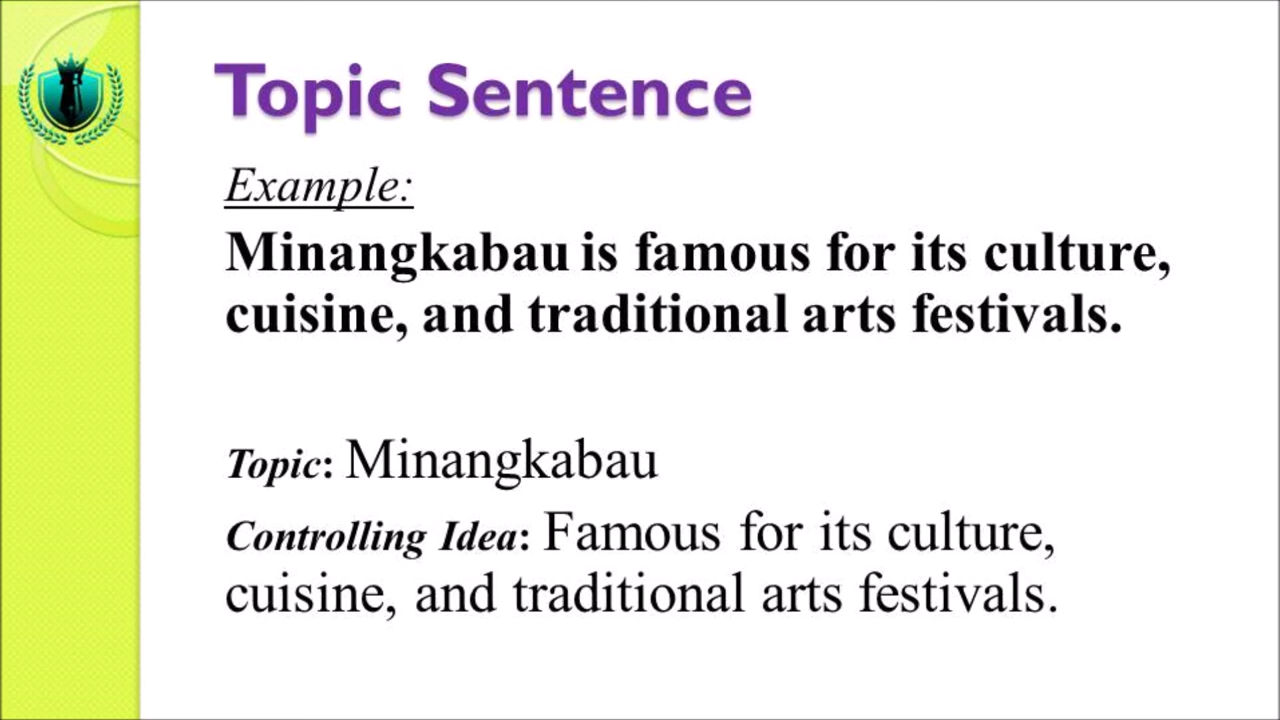 Topic Sentence
Example:
Minangkabau is famous for its culture,
cuisine, and traditional arts festivals.
Topic: Minangkabau
Controlling Idea: Famous for its culture,
cuisine, and traditional arts festivals.